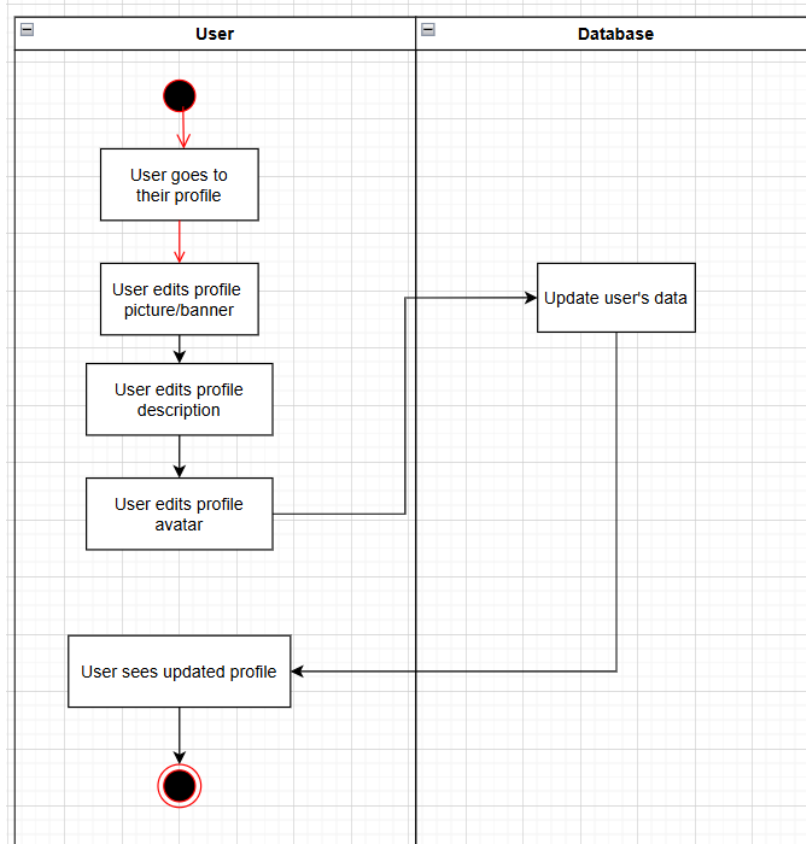 User
Database
User goes to
their profile
User edits profile
picture/banner
Update user's data
User edits profile
description
User edits profile
avatar
User sees updated profile